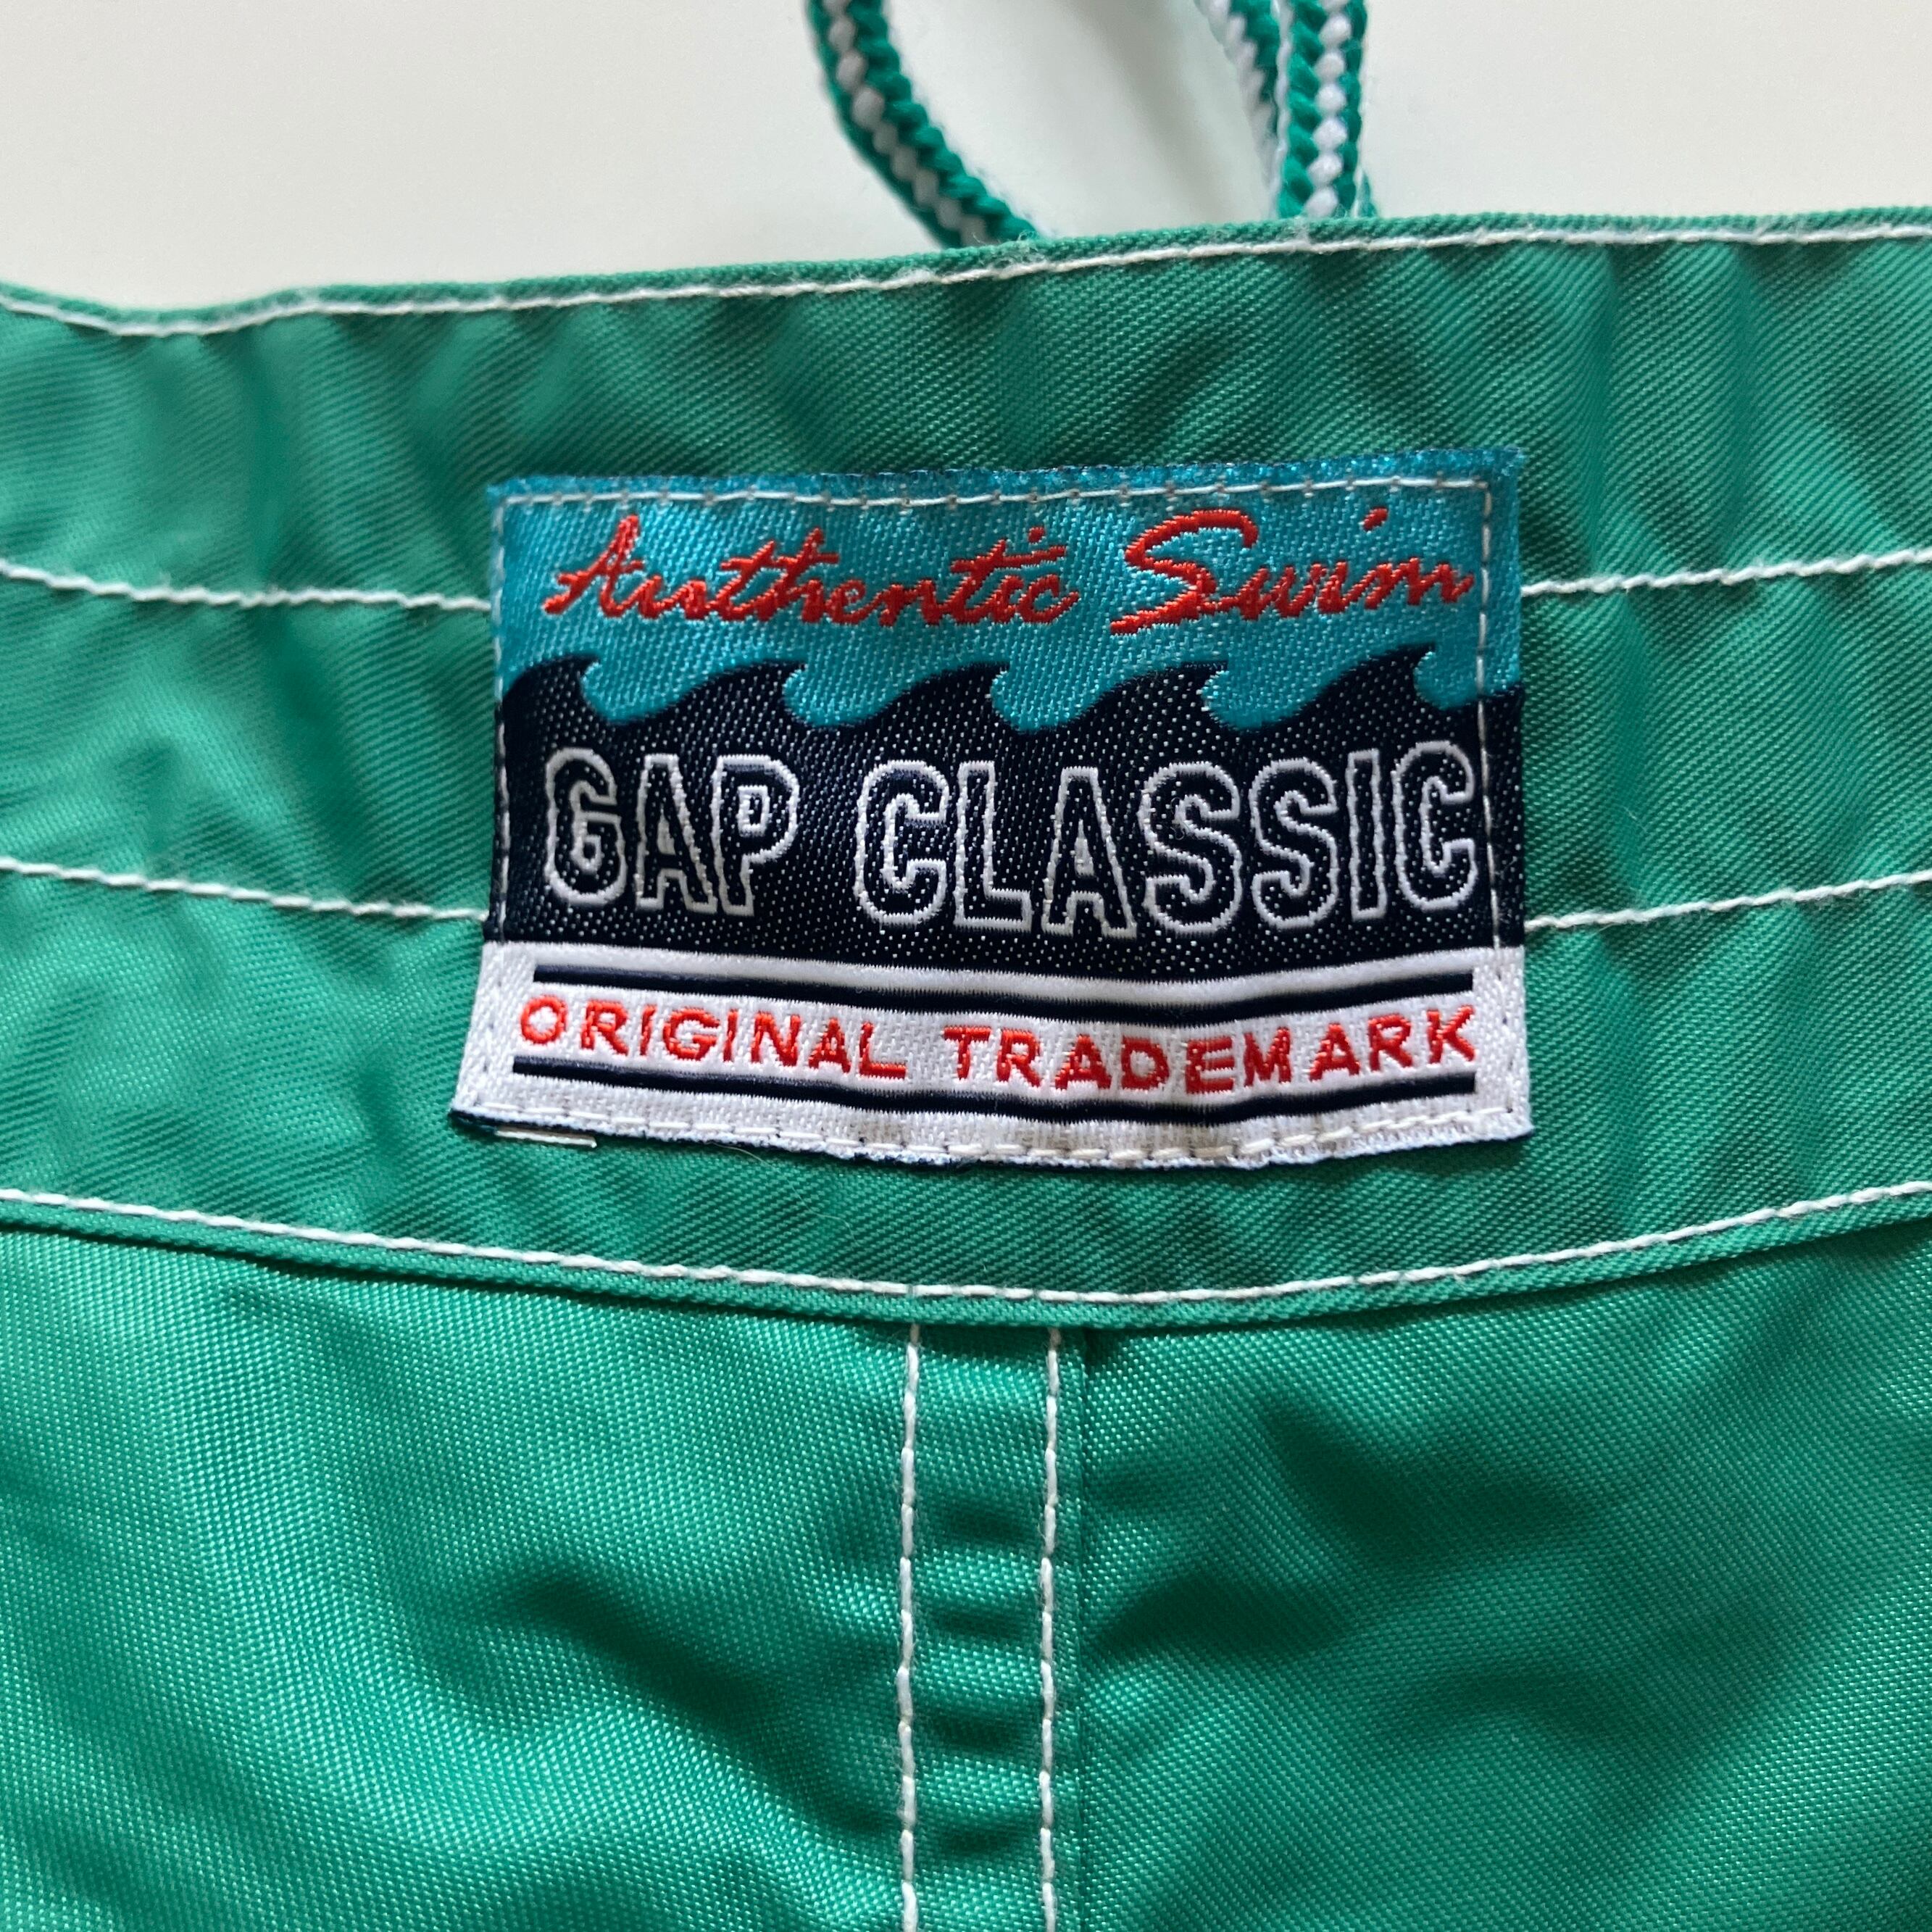 Authentic Swim
GAP CLASSIC
ORIGINAL TRADEMARK